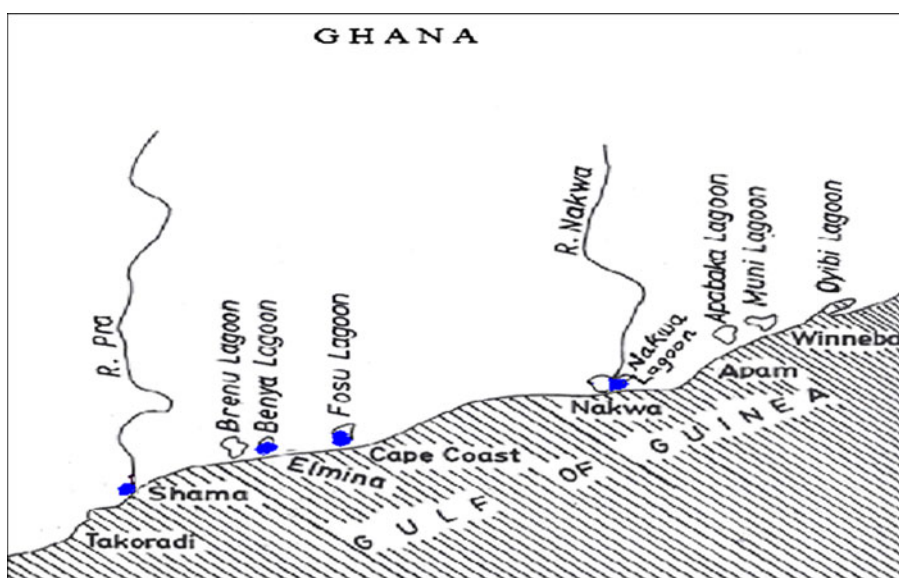 GHANA
R. Pra
Brenu Lagoon
Benya Lagoon
Fosu Lagoon
R. Nakwa
Nakwa
Lagoon
Apabaka Lagoon
Muni Lagoon
Oyibi Lagoon
Winneba
Apam
Nakwa
Cape Coast
Elmina
Shama
Takoradi
GULF OF GUINEA